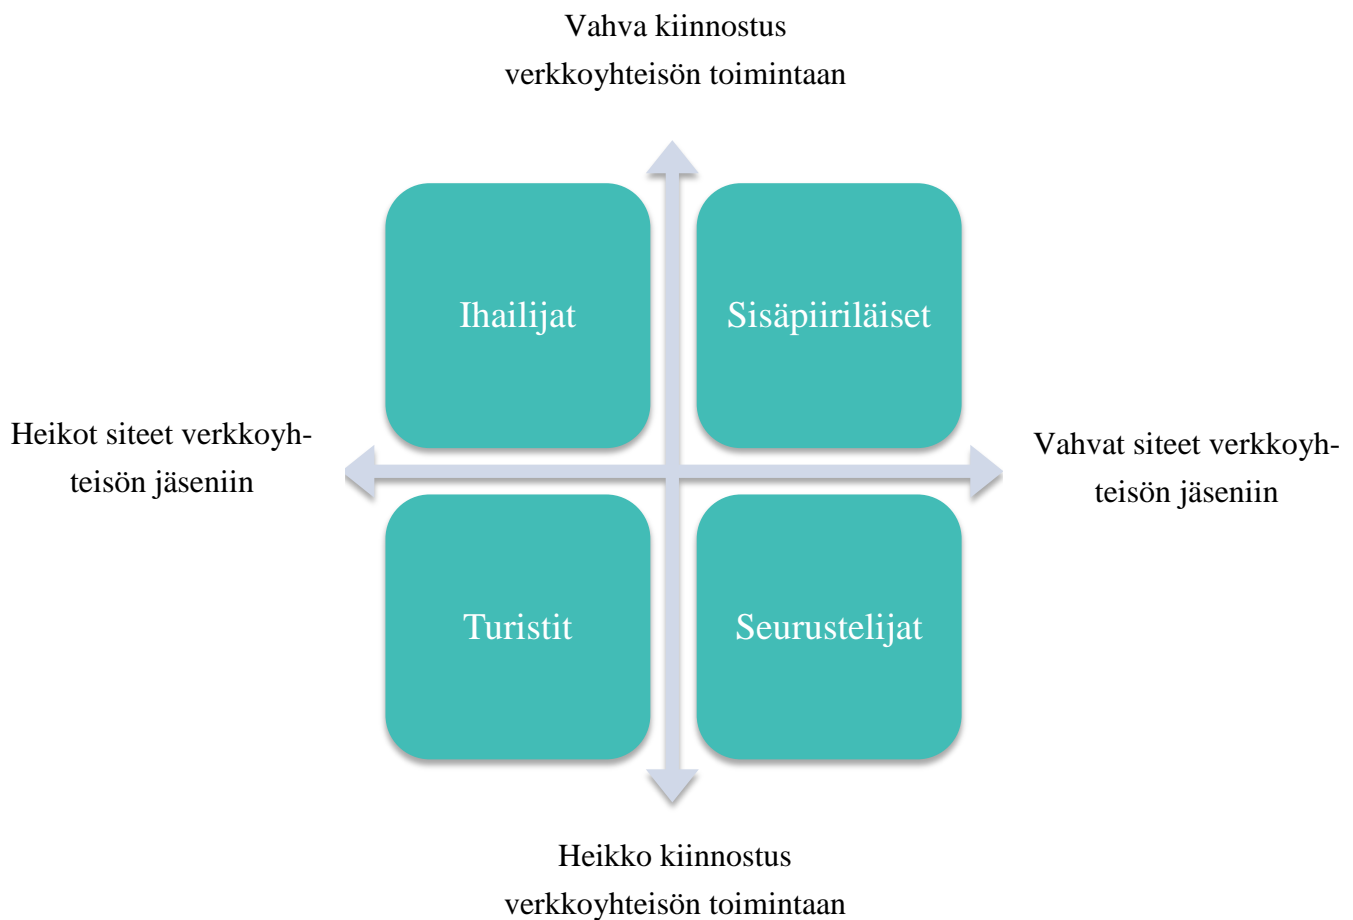 Vahva kiinnostus
verkkoyhteisön toimintaan
Ihailijat
Sisäpiiriläiset
Heikot siteet verkkoyh-
teisön jäseniin
Vahvat siteet verkkoyh-
teisön jäseniin
Turistit
Seurustelijat
Heikko kiinnostus
verkkoyhteisön toimintaan